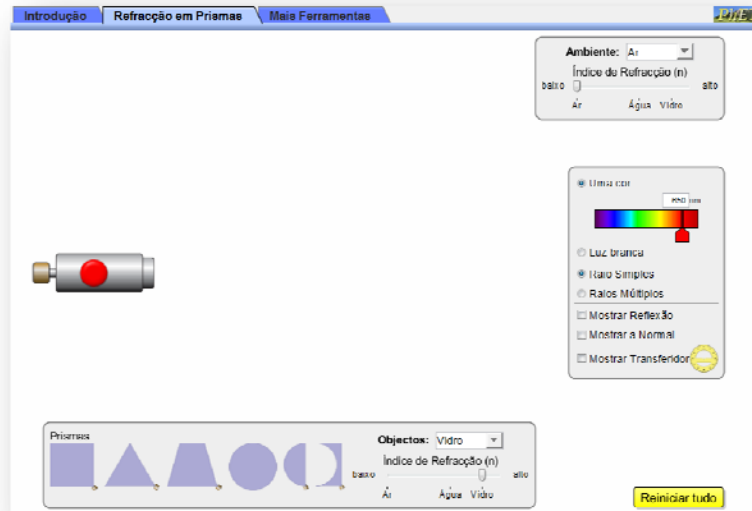 Introdução
Refracção em Prismas
Mais Ferramentas
PhET
Ambiente: Ar
Índice de Refracção (n)
baixo
alto
Ar
Água
Vidro
Uma cor
650 nm
Luz branca
Raio Simples
Raios Múltiplos
Mostrar Reflexão
Mostrar a Normal
Mostrar Transferidor
Prismas
Objectos: Vidro
Índice de Refracção (n)
baixo
alto
Ar
Água
Vidro
Reiniciar tudo